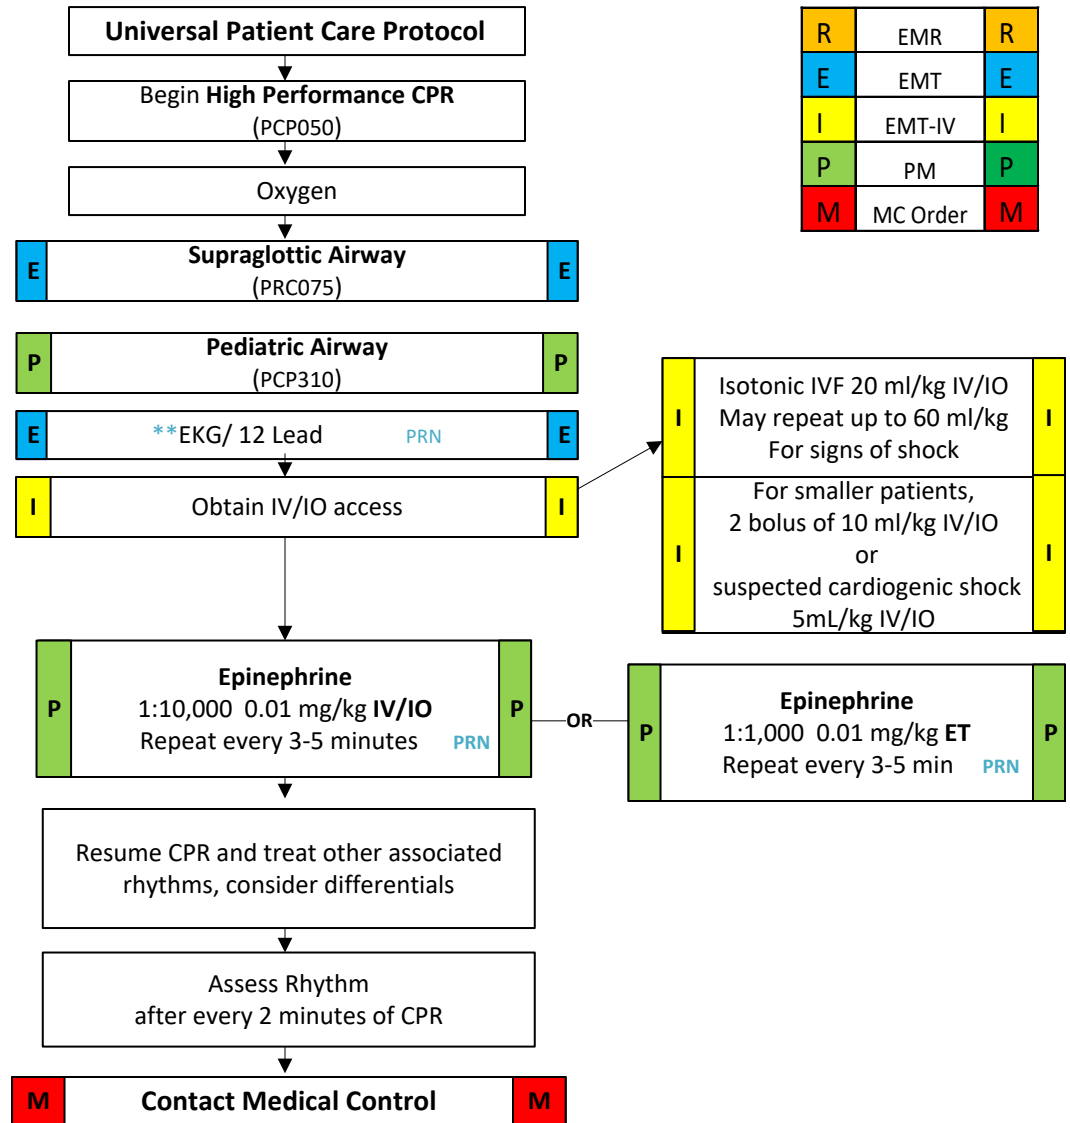 Universal Patient Care Protocol
Begin High Performance CPR
(PCP050)
Oxygen
E Supraglottic Airway E
(PRC075)
P Pediatric Airway P
(PCP310)
E **EKG/ 12 Lead PRN E
I Obtain IV/IO access I
R EMR R
E EMT E
I EMT-IV I
P PM P
M MC Order M
Isotonic IVF 20 ml/kg IV/IO
I May repeat up to 60 ml/kg I
For signs of shock
For smaller patients,
2 bolus of 10 ml/kg IV/IO
I or I
suspected cardiogenic shock
5mL/kg IV/IO
Epinephrine
P 1:10,000 0.01 mg/kg IV/IO P
Repeat every 3-5 minutes PRN
OR
Epinephrine
P 1:1,000 0.01 mg/kg ET P
Repeat every 3-5 min PRN
Resume CPR and treat other associated
rhythms, consider differentials
Assess Rhythm
after every 2 minutes of CPR
M Contact Medical Control M